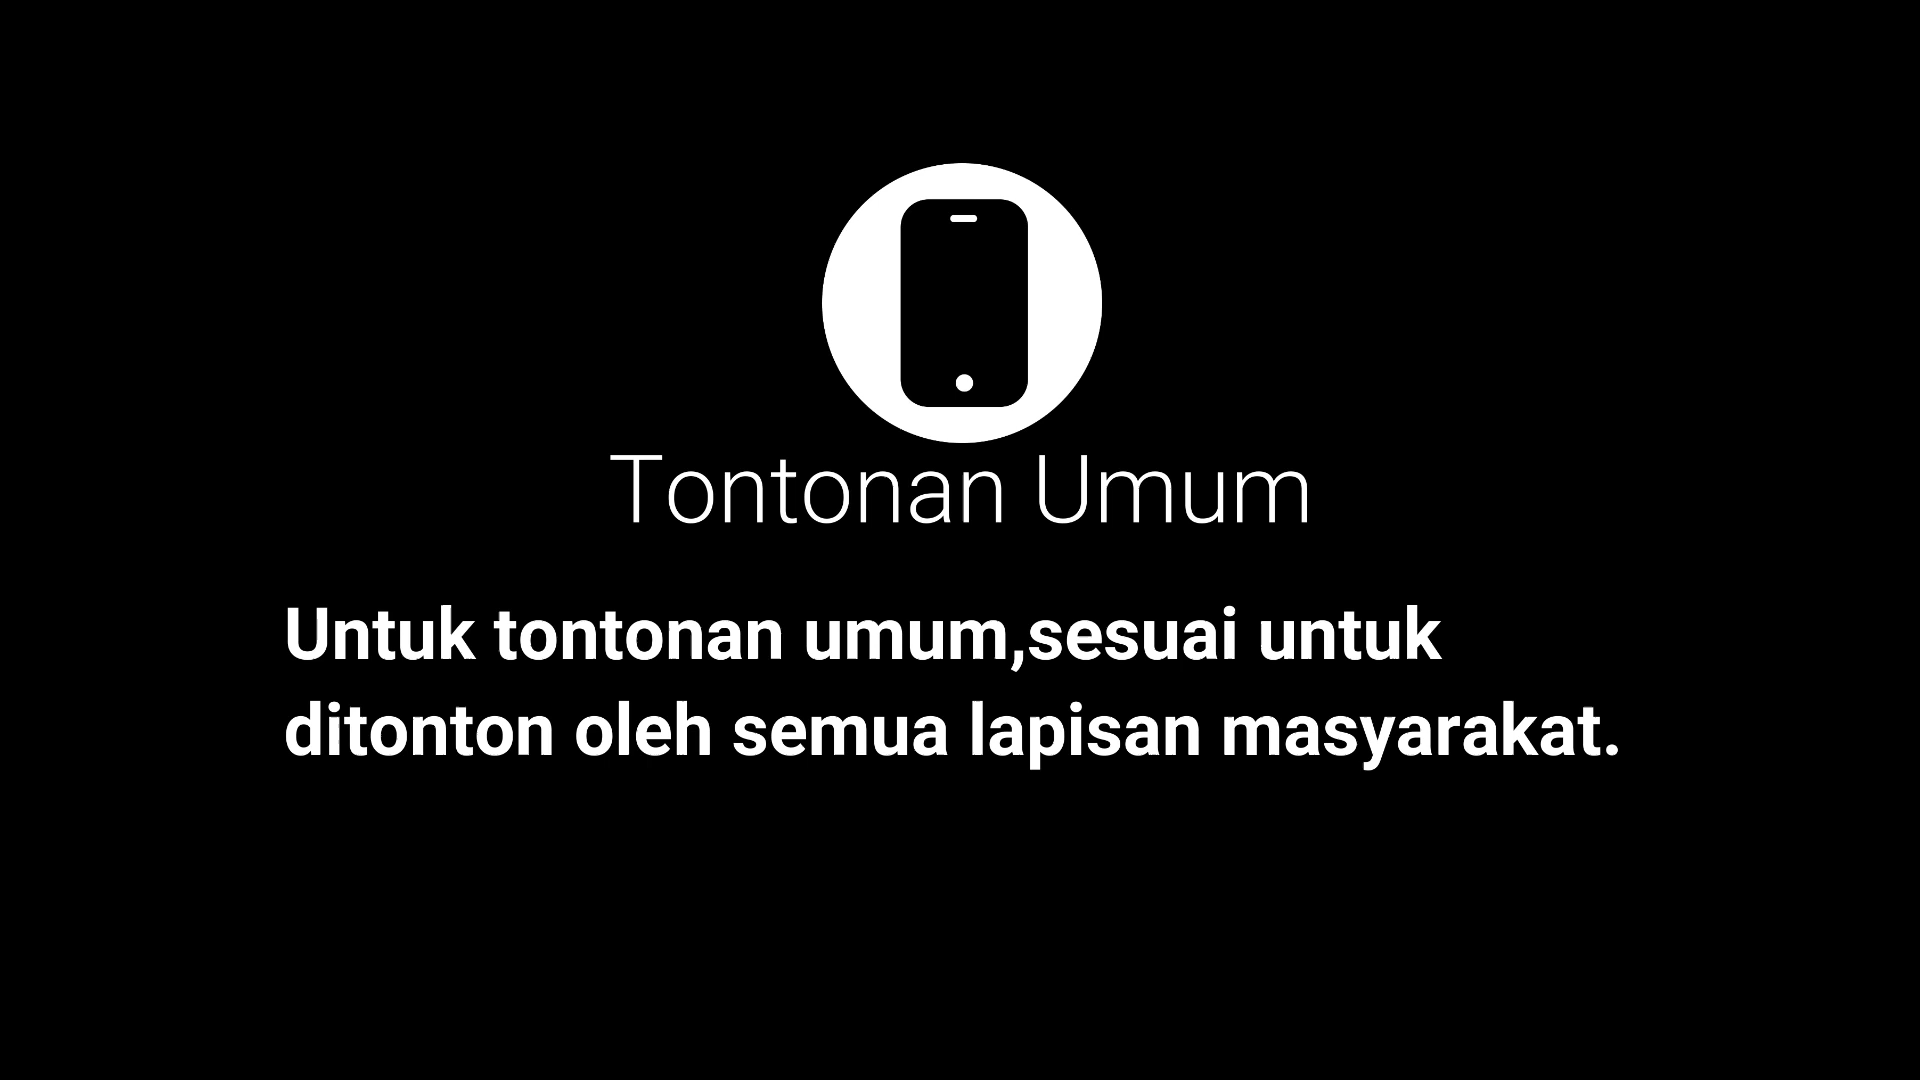 Tontonan Umum
Untuk tontonan umum,sesuai untuk
ditonton oleh semua lapisan masyarakat.